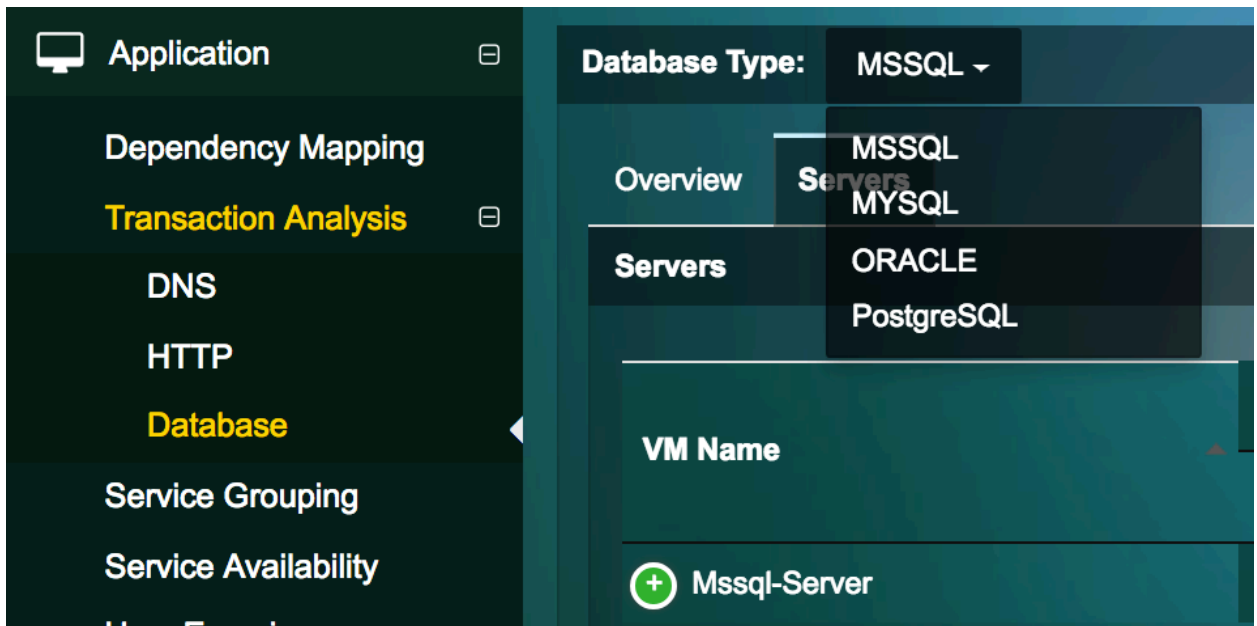 Application
Dependency Mapping
Transaction Analysis
DNS
HTTP
Database
Service Grouping
Service Availability
Database Type: MSSQL
MSSQL
MYSQL
ORACLE
PostgreSQL
Overview Servers
Servers
VM Name
Mssql-Server